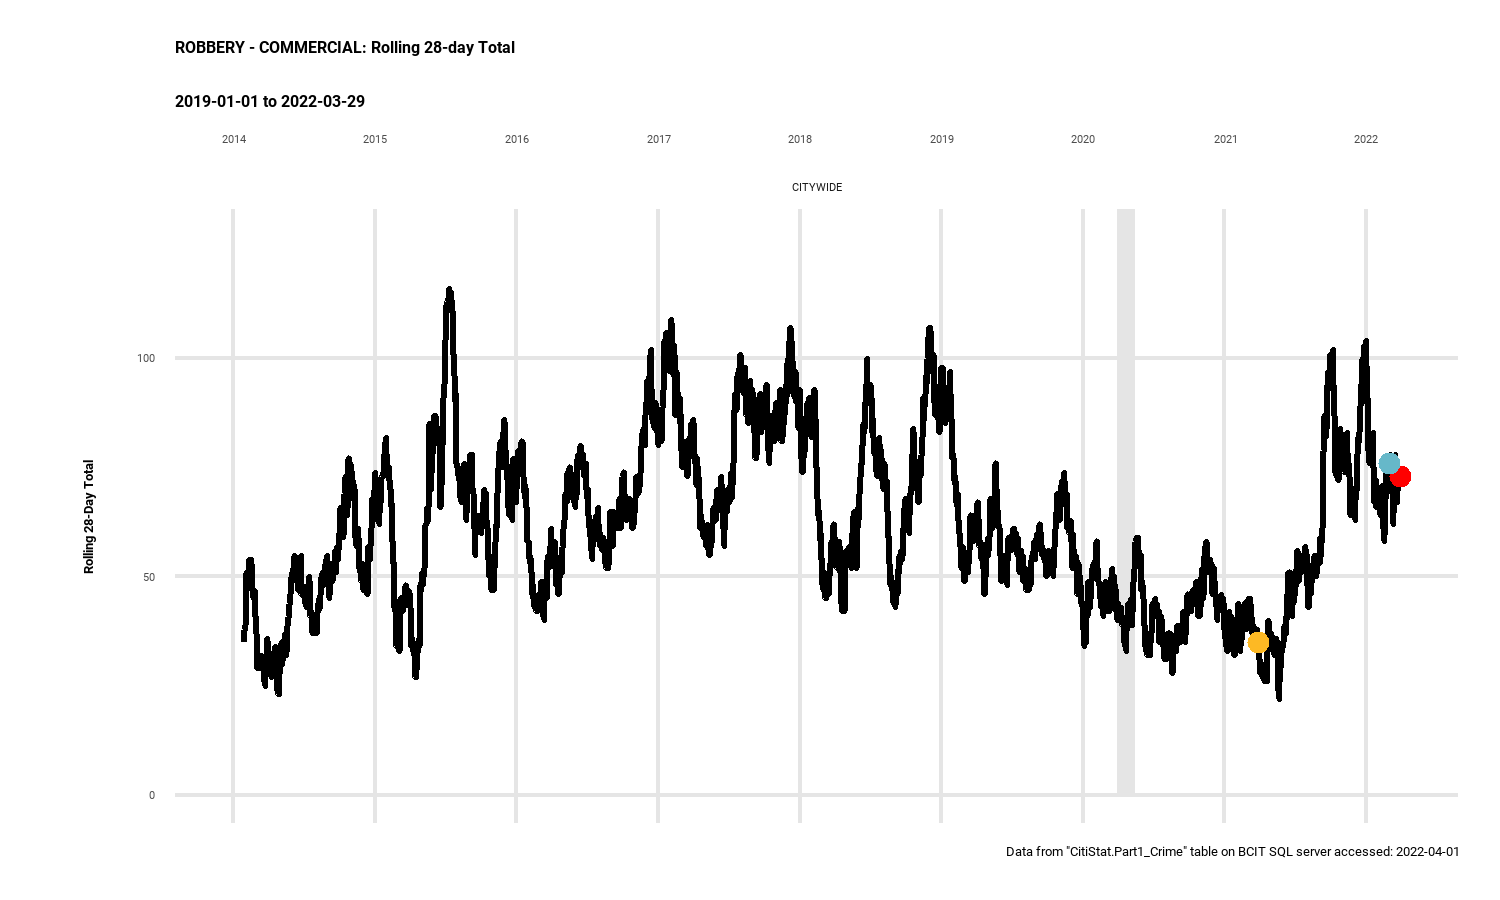 ROBBERY - COMMERCIAL: Rolling 28-day Total
2019-01-01 to 2022-03-29
2014 2015 2016 2017 2018 2019 2020 2021 2022
CITYWIDE
100
50
0
Rolling 28-Day Total
Data from "CitiStat.Part1_Crime" table on BCIT SQL server accessed: 2022-04-01